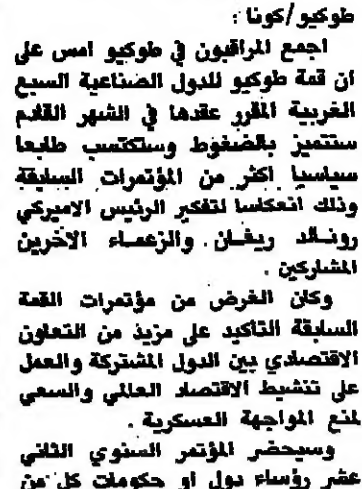 طوكيو/كونا :
اجمع المراقبون في طوكيو امس على
ان قمة طوكيو للدول الصناعية السبع
الغربية المقرر عقدها في الشهر القادم
ستتميز بالضغوط وستكتسب طابعا
سياسيا اكثر من المؤتمرات السابقة
وذلك انعكاسا لتفكير الرئيس الاميركي
رونالد ريغان والزعماء الاخرين
المشاركين .
وكان الغرض من مؤتمرات القمة
السابقة التأكيد على مزيد من التعاون
الاقتصادي بين الدول المشتركة والعمل
على تنشيط الاقتصاد العالمي والسعي
لمنع المواجهة العسكرية .
وسيحضر المؤتمر السنوي الثاني
عشر رؤساء دول او حكومات كل من